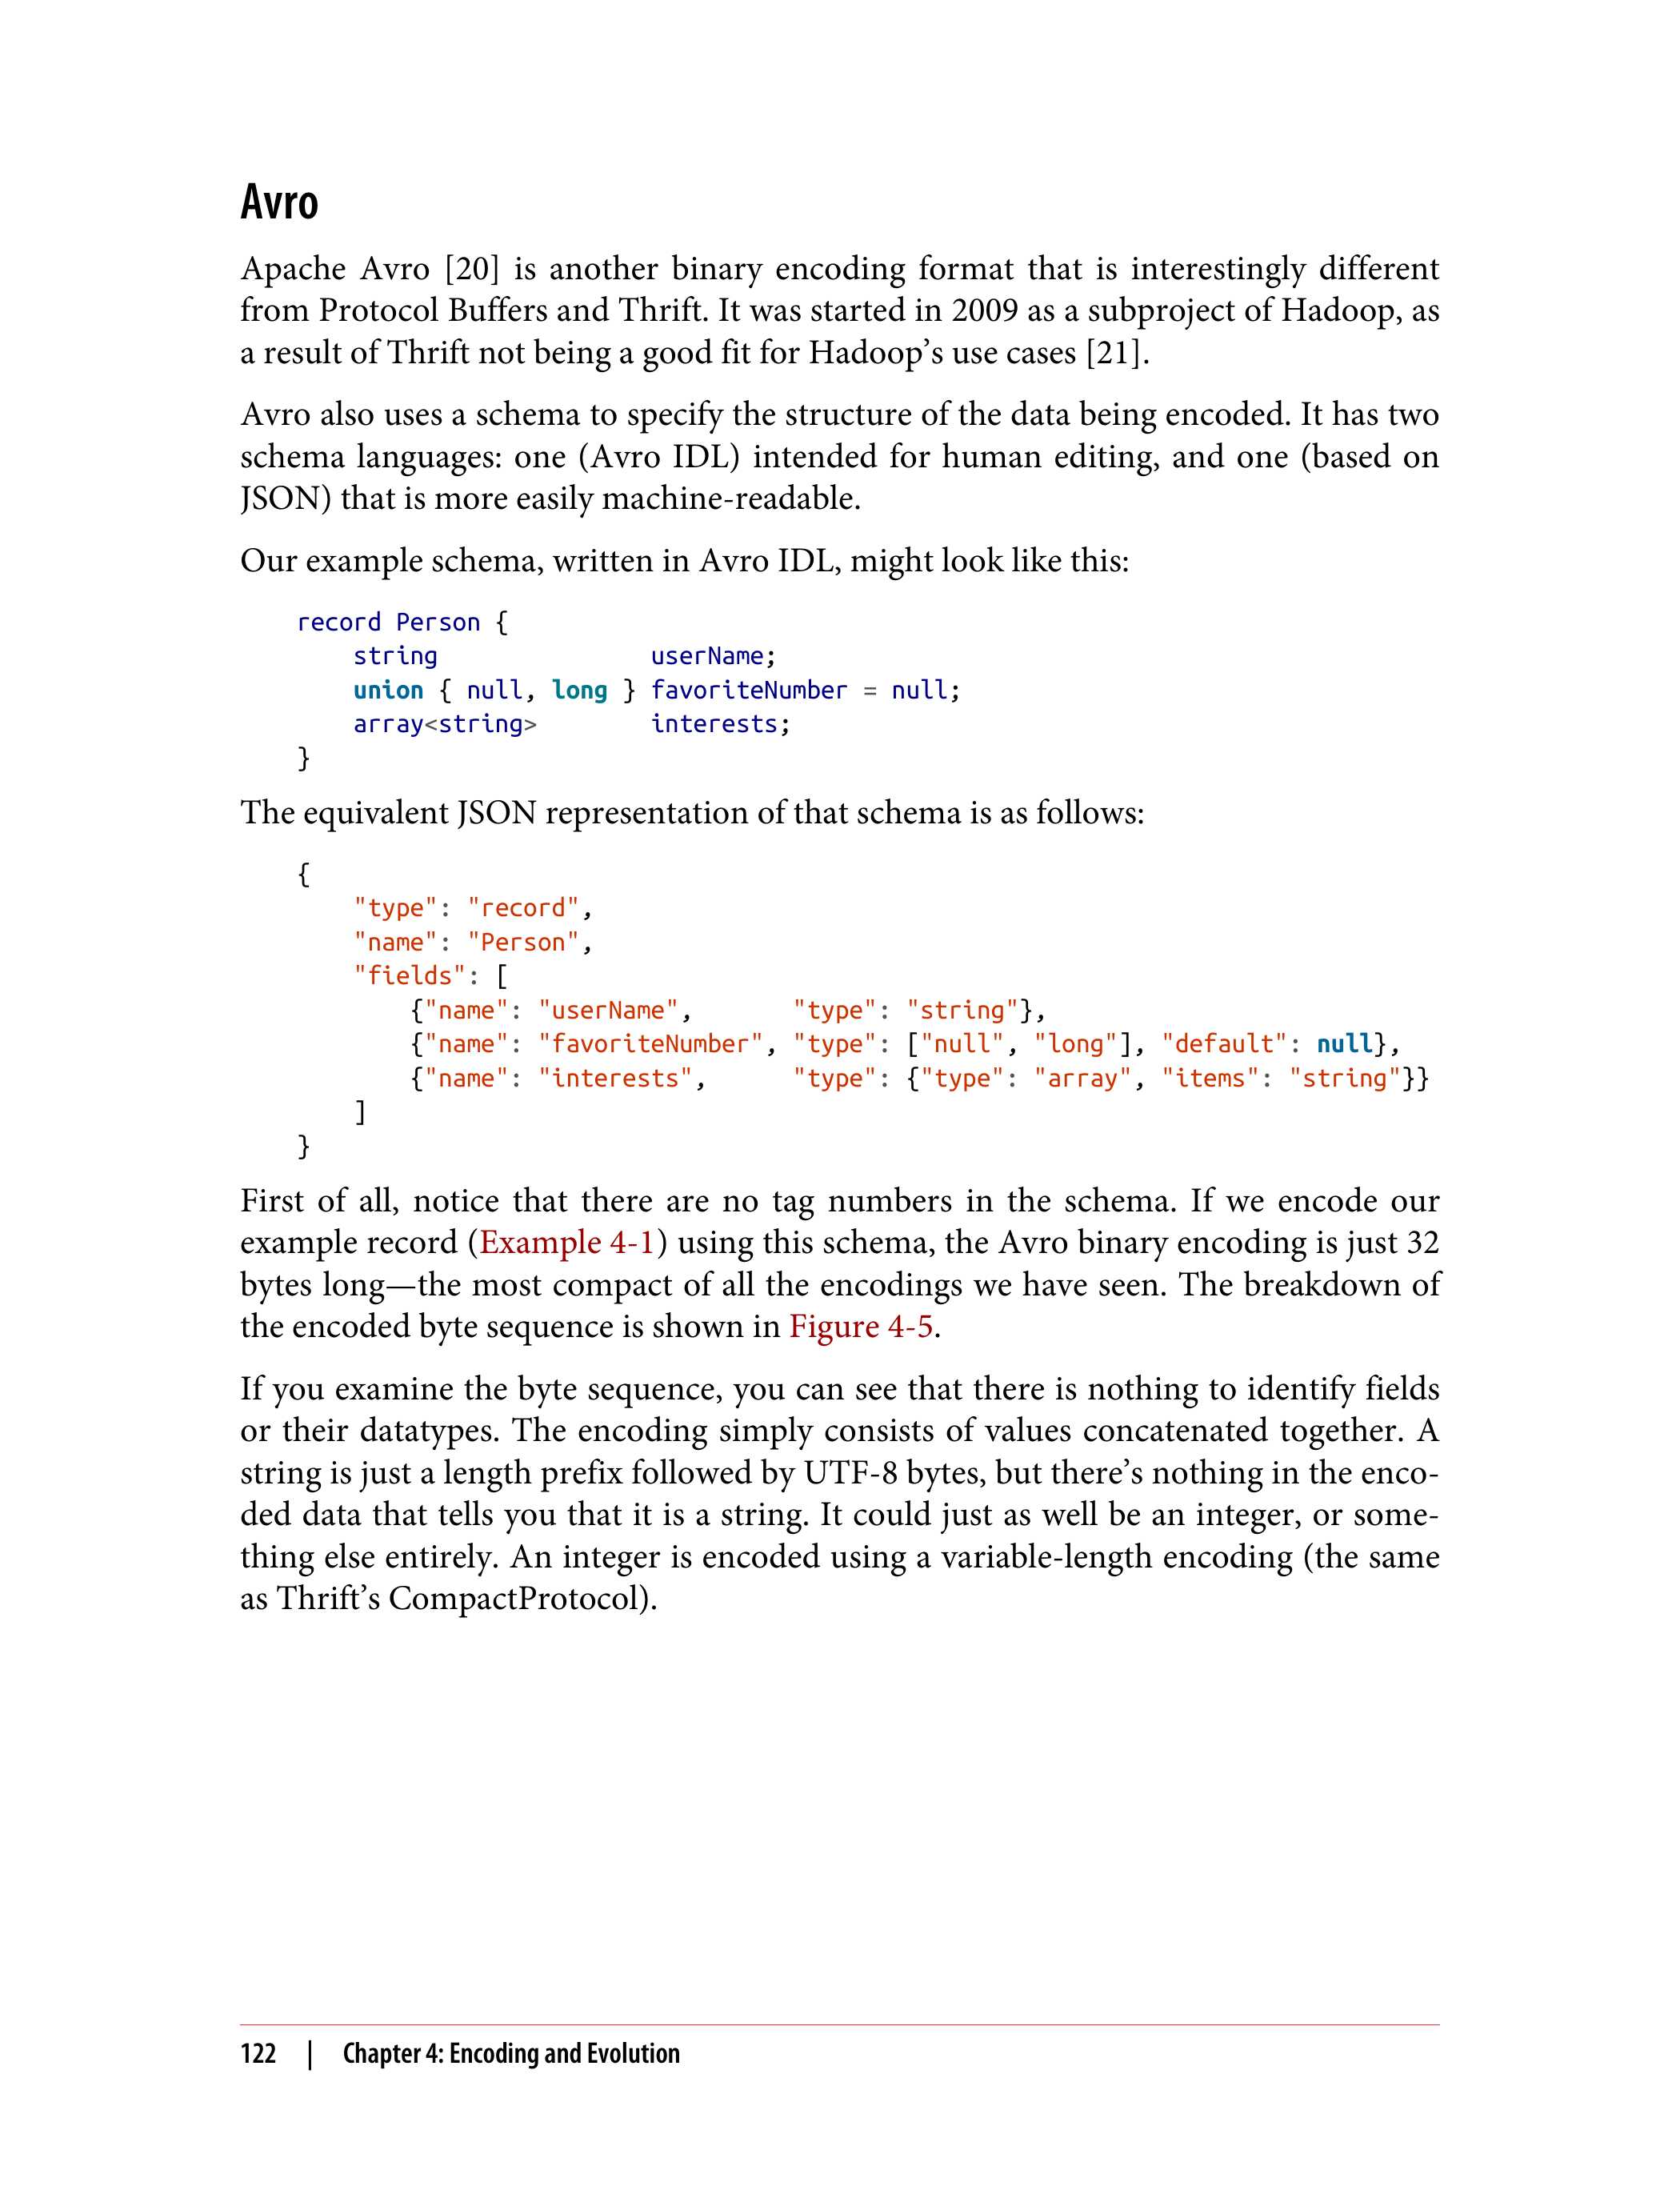 Avro
Apache Avro [20] is another binary encoding format that is interestingly different
from Protocol Buffers and Thrift. It was started in 2009 as a subproject of Hadoop, as
a result of Thrift not being a good fit for Hadoop’s use cases [21].
Avro also uses a schema to specify the structure of the data being encoded. It has two
schema languages: one (Avro IDL) intended for human editing, and one (based on
JSON) that is more easily machine-readable.
Our example schema, written in Avro IDL, might look like this:
record Person {
    string               userName;
    union { null, long } favoriteNumber = null;
    array<string>        interests;
}
The equivalent JSON representation of that schema is as follows:
{
    "type": "record",
    "name": "Person",
    "fields": [
        {"name": "userName",       "type": "string"},
        {"name": "favoriteNumber", "type": ["null", "long"], "default": null},
        {"name": "interests",      "type": {"type": "array", "items": "string"}}
    ]
}
First of all, notice that there are no tag numbers in the schema. If we encode our
example record (Example 4-1) using this schema, the Avro binary encoding is just 32
bytes long—the most compact of all the encodings we have seen. The breakdown of
the encoded byte sequence is shown in Figure 4-5.
If you examine the byte sequence, you can see that there is nothing to identify fields
or their datatypes. The encoding simply consists of values concatenated together. A
string is just a length prefix followed by UTF-8 bytes, but there’s nothing in the enco-
ded data that tells you that it is a string. It could just as well be an integer, or some-
thing else entirely. An integer is encoded using a variable-length encoding (the same
as Thrift’s CompactProtocol).
122 | Chapter 4: Encoding and Evolution